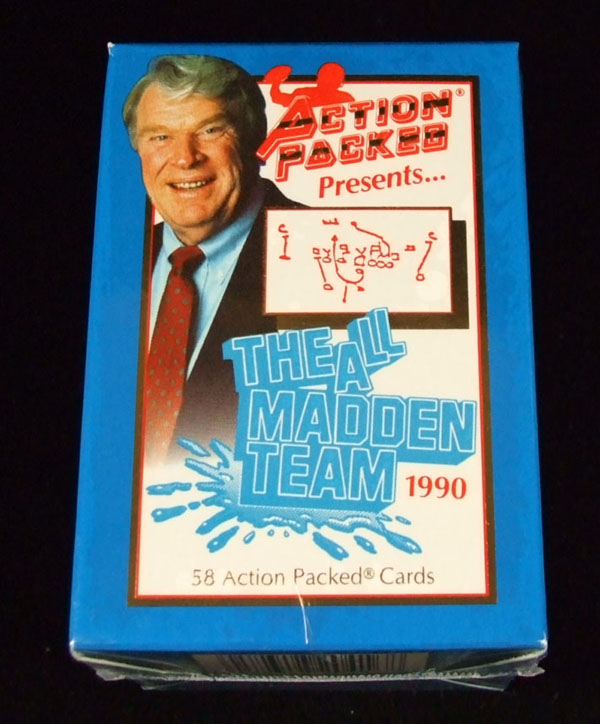 ACTION®
PACKED
Presents...
THE ALL
MADDEN
TEAM 1990
58 Action Packed® Cards